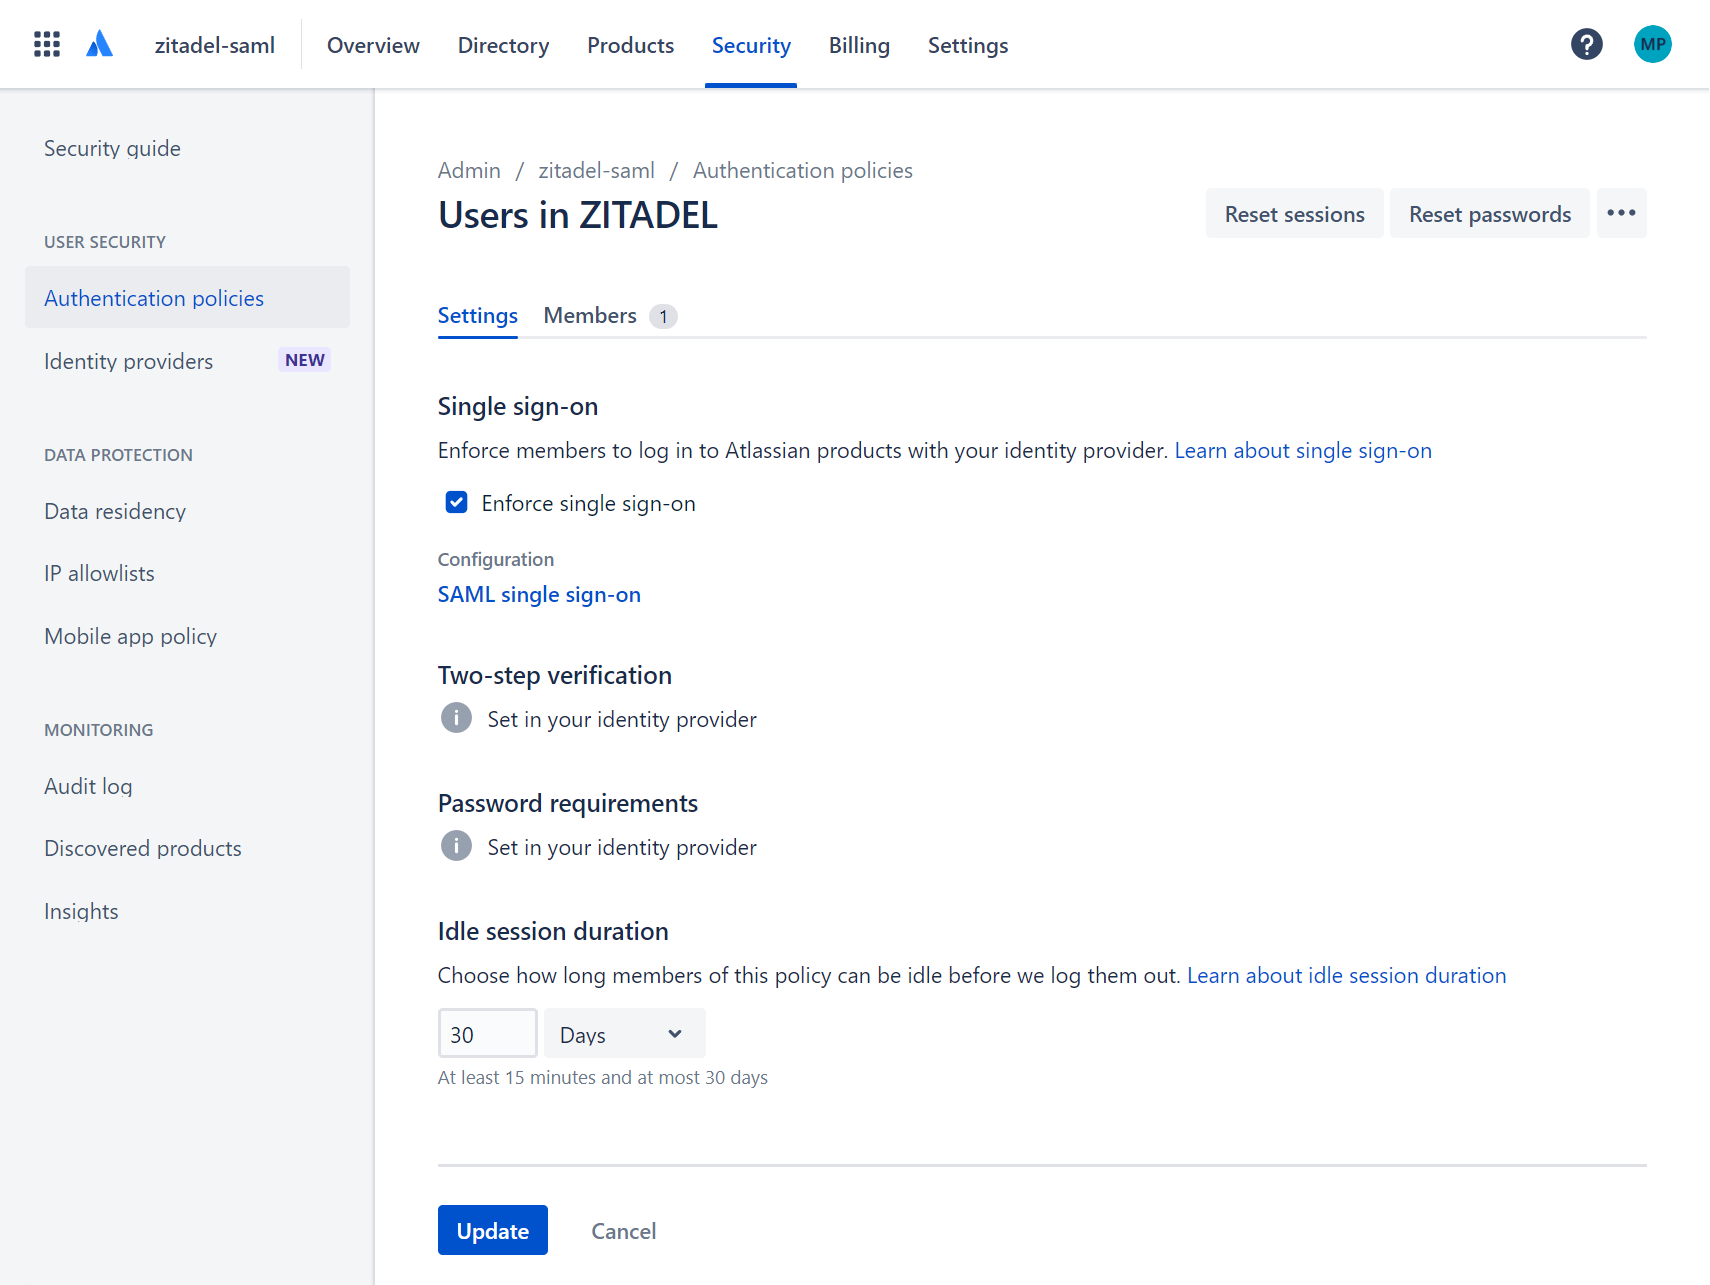 zitadel-saml Overview Directory Products Security Billing Settings ? MP
Security guide
USER SECURITY
Authentication policies
Identity providers NEW
DATA PROTECTION
Data residency
IP allowlists
Mobile app policy
MONITORING
Audit log
Discovered products
Insights
Admin / zitadel-saml / Authentication policies
Users in ZITADEL
Reset sessions Reset passwords
Settings Members 1
Single sign-on
Enforce members to log in to Atlassian products with your identity provider. Learn about single sign-on
Enforce single sign-on
Configuration
SAML single sign-on
Two-step verification
Set in your identity provider
Password requirements
Set in your identity provider
Idle session duration
Choose how long members of this policy can be idle before we log them out. Learn about idle session duration
30 Days
At least 15 minutes and at most 30 days
Update Cancel